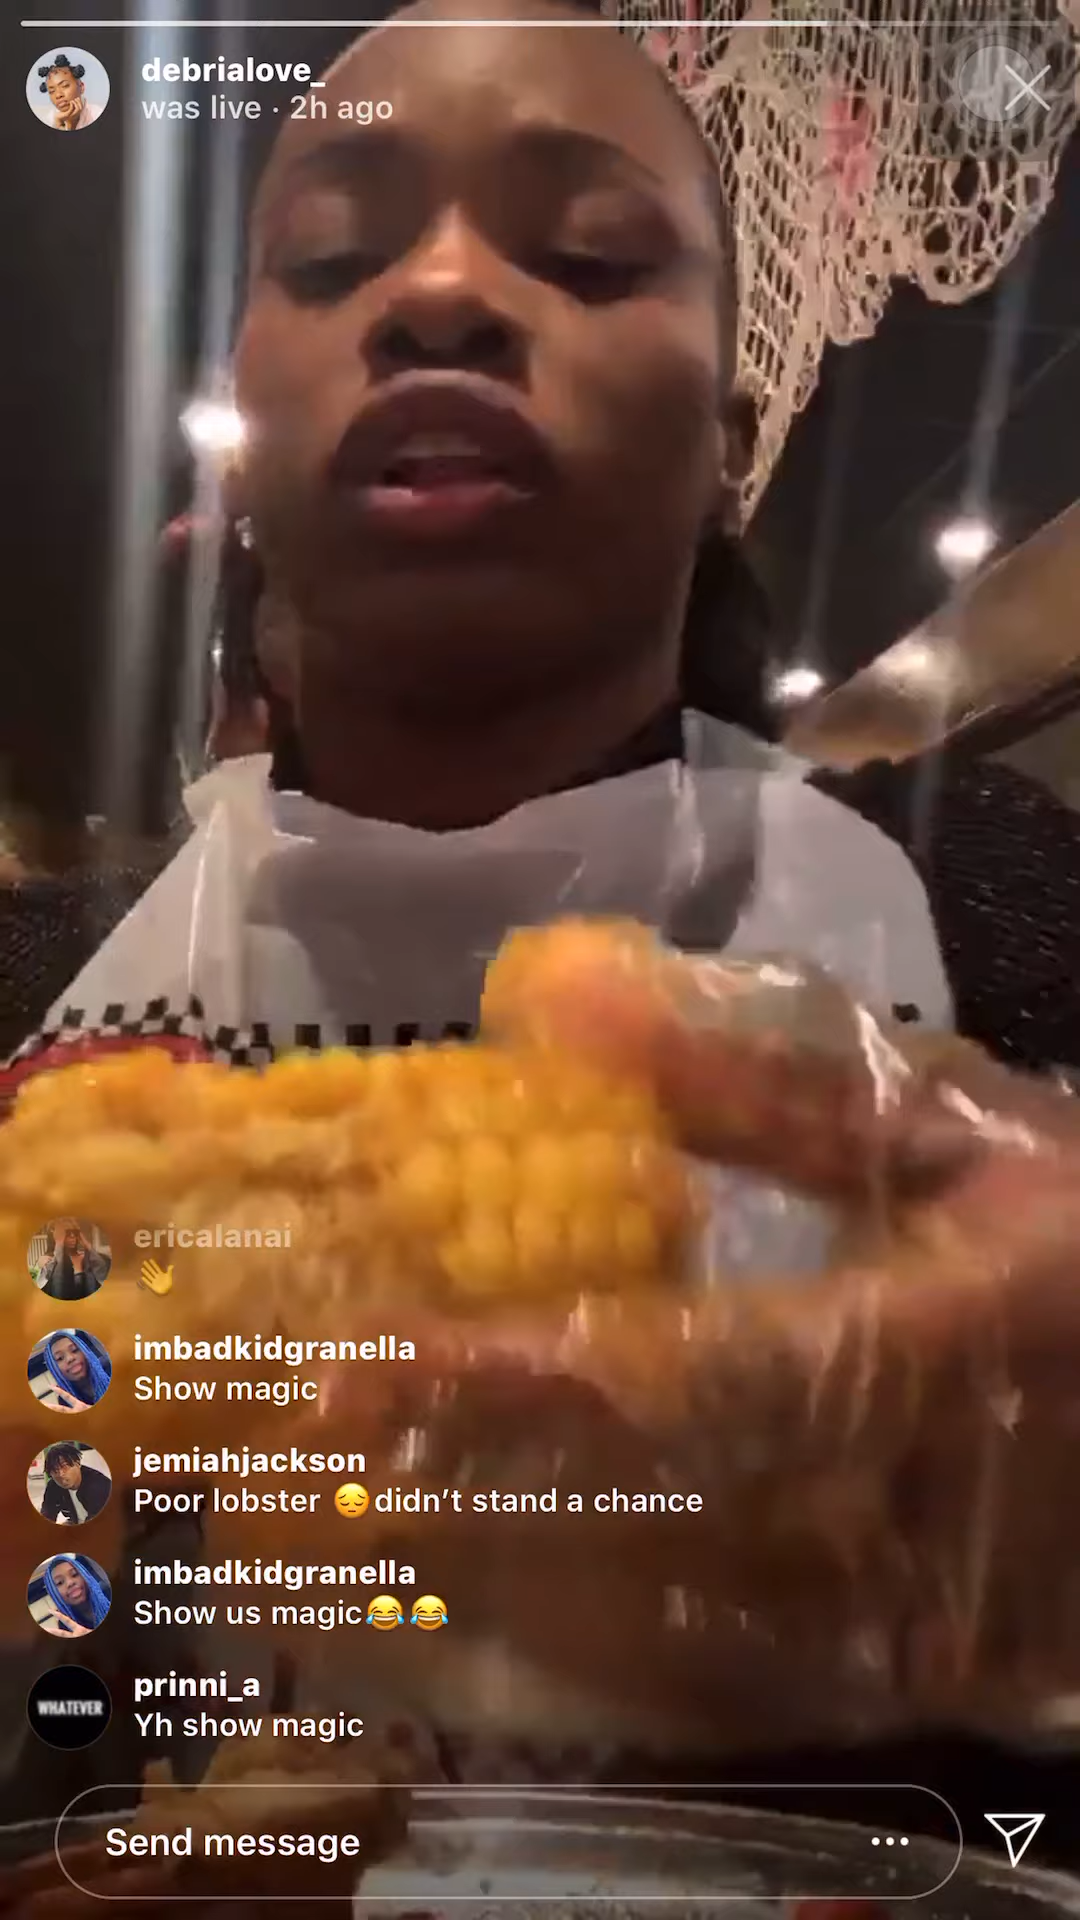 debrialove_
was live · 2h ago
ericalanai
👋
imbadkidgranella
Show magic
jemiahjackson
Poor lobster 😔didn’t stand a chance
imbadkidgranella
Show us magic😂😂
WHATEVER
prinni_a
Yh show magic
Send message